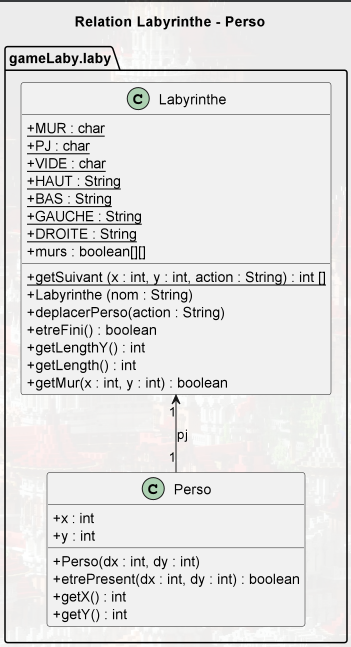 Relation Labyrinthe - Perso
gameLaby.laby
C Labyrinthe
+MUR : char
+PJ : char
+VIDE : char
+HAUT : String
+BAS : String
+GAUCHE : String
+DROITE : String
+murs : boolean[][]
+getSuivant (x : int, y : int, action : String) : int []
+Labyrinthe (nom : String)
+deplacerPerso(action : String)
+etreFini() : boolean
+getLengthY() : int
+getLength() : int
+getMur(x : int, y : int) : boolean
1
pj
1
C Perso
+x : int
+y : int
+Perso(dx : int, dy : int)
+etrePresent(dx : int, dy : int) : boolean
+getX() : int
+getY() : int